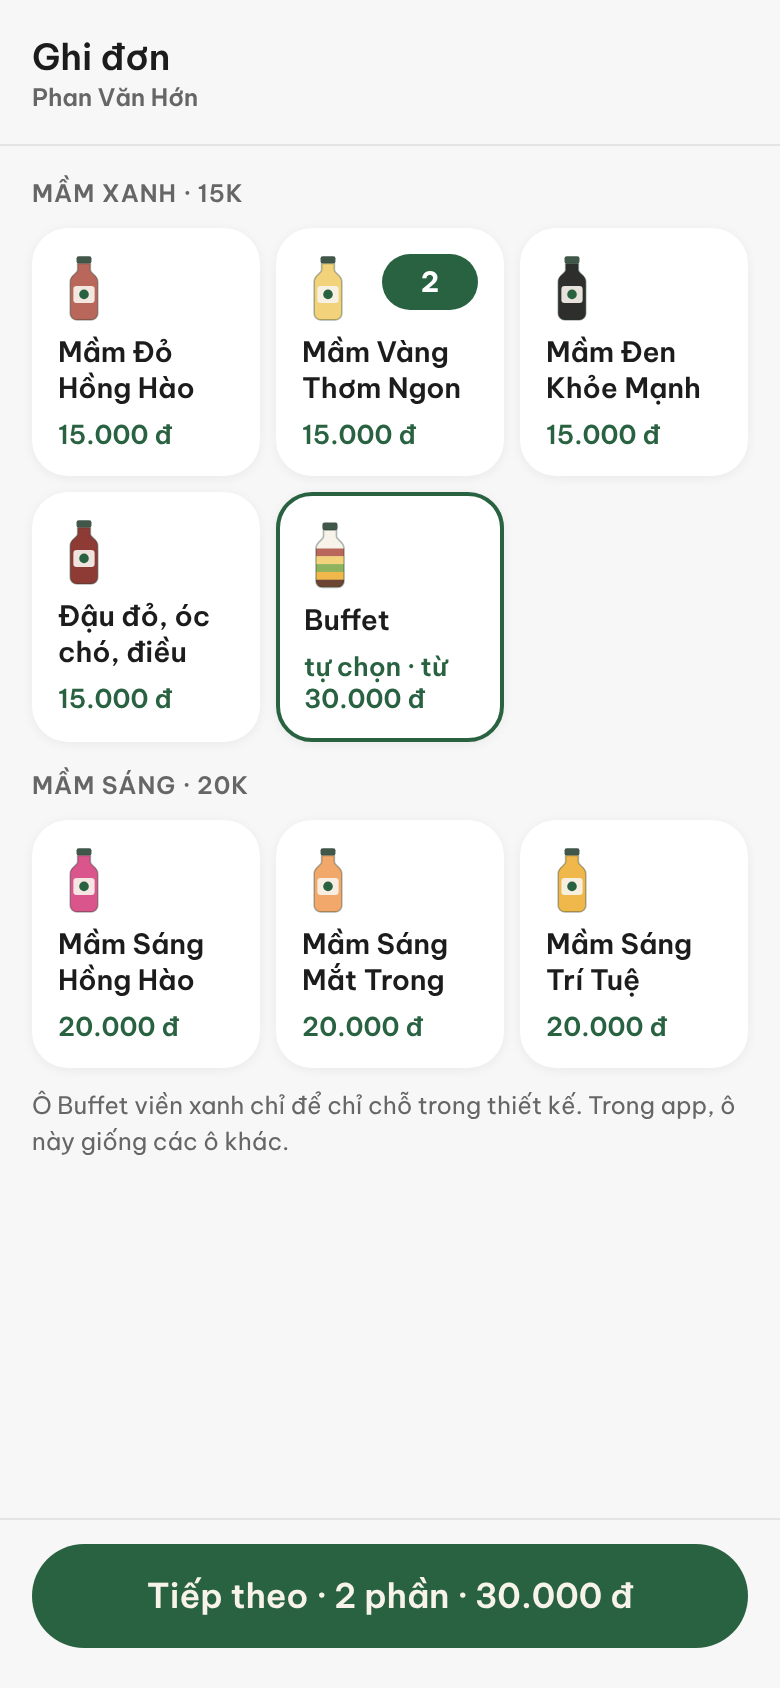 Ghi đơn
Phan Văn Hớn
MẦM XANH · 15K
2
Mầm Đỏ
Hồng Hào
15.000 đ
Mầm Vàng
Thơm Ngon
15.000 đ
Mầm Đen
Khỏe Mạnh
15.000 đ
Đậu đỏ, óc
chó, điều
15.000 đ
Buffet
tự chọn · từ
30.000 đ
MẦM SÁNG · 20K
Mầm Sáng
Hồng Hào
20.000 đ
Mầm Sáng
Mắt Trong
20.000 đ
Mầm Sáng
Trí Tuệ
20.000 đ
Ô Buffet viền xanh chỉ để chỉ chỗ trong thiết kế. Trong app, ô
này giống các ô khác.
Tiếp theo · 2 phần · 30.000 đ